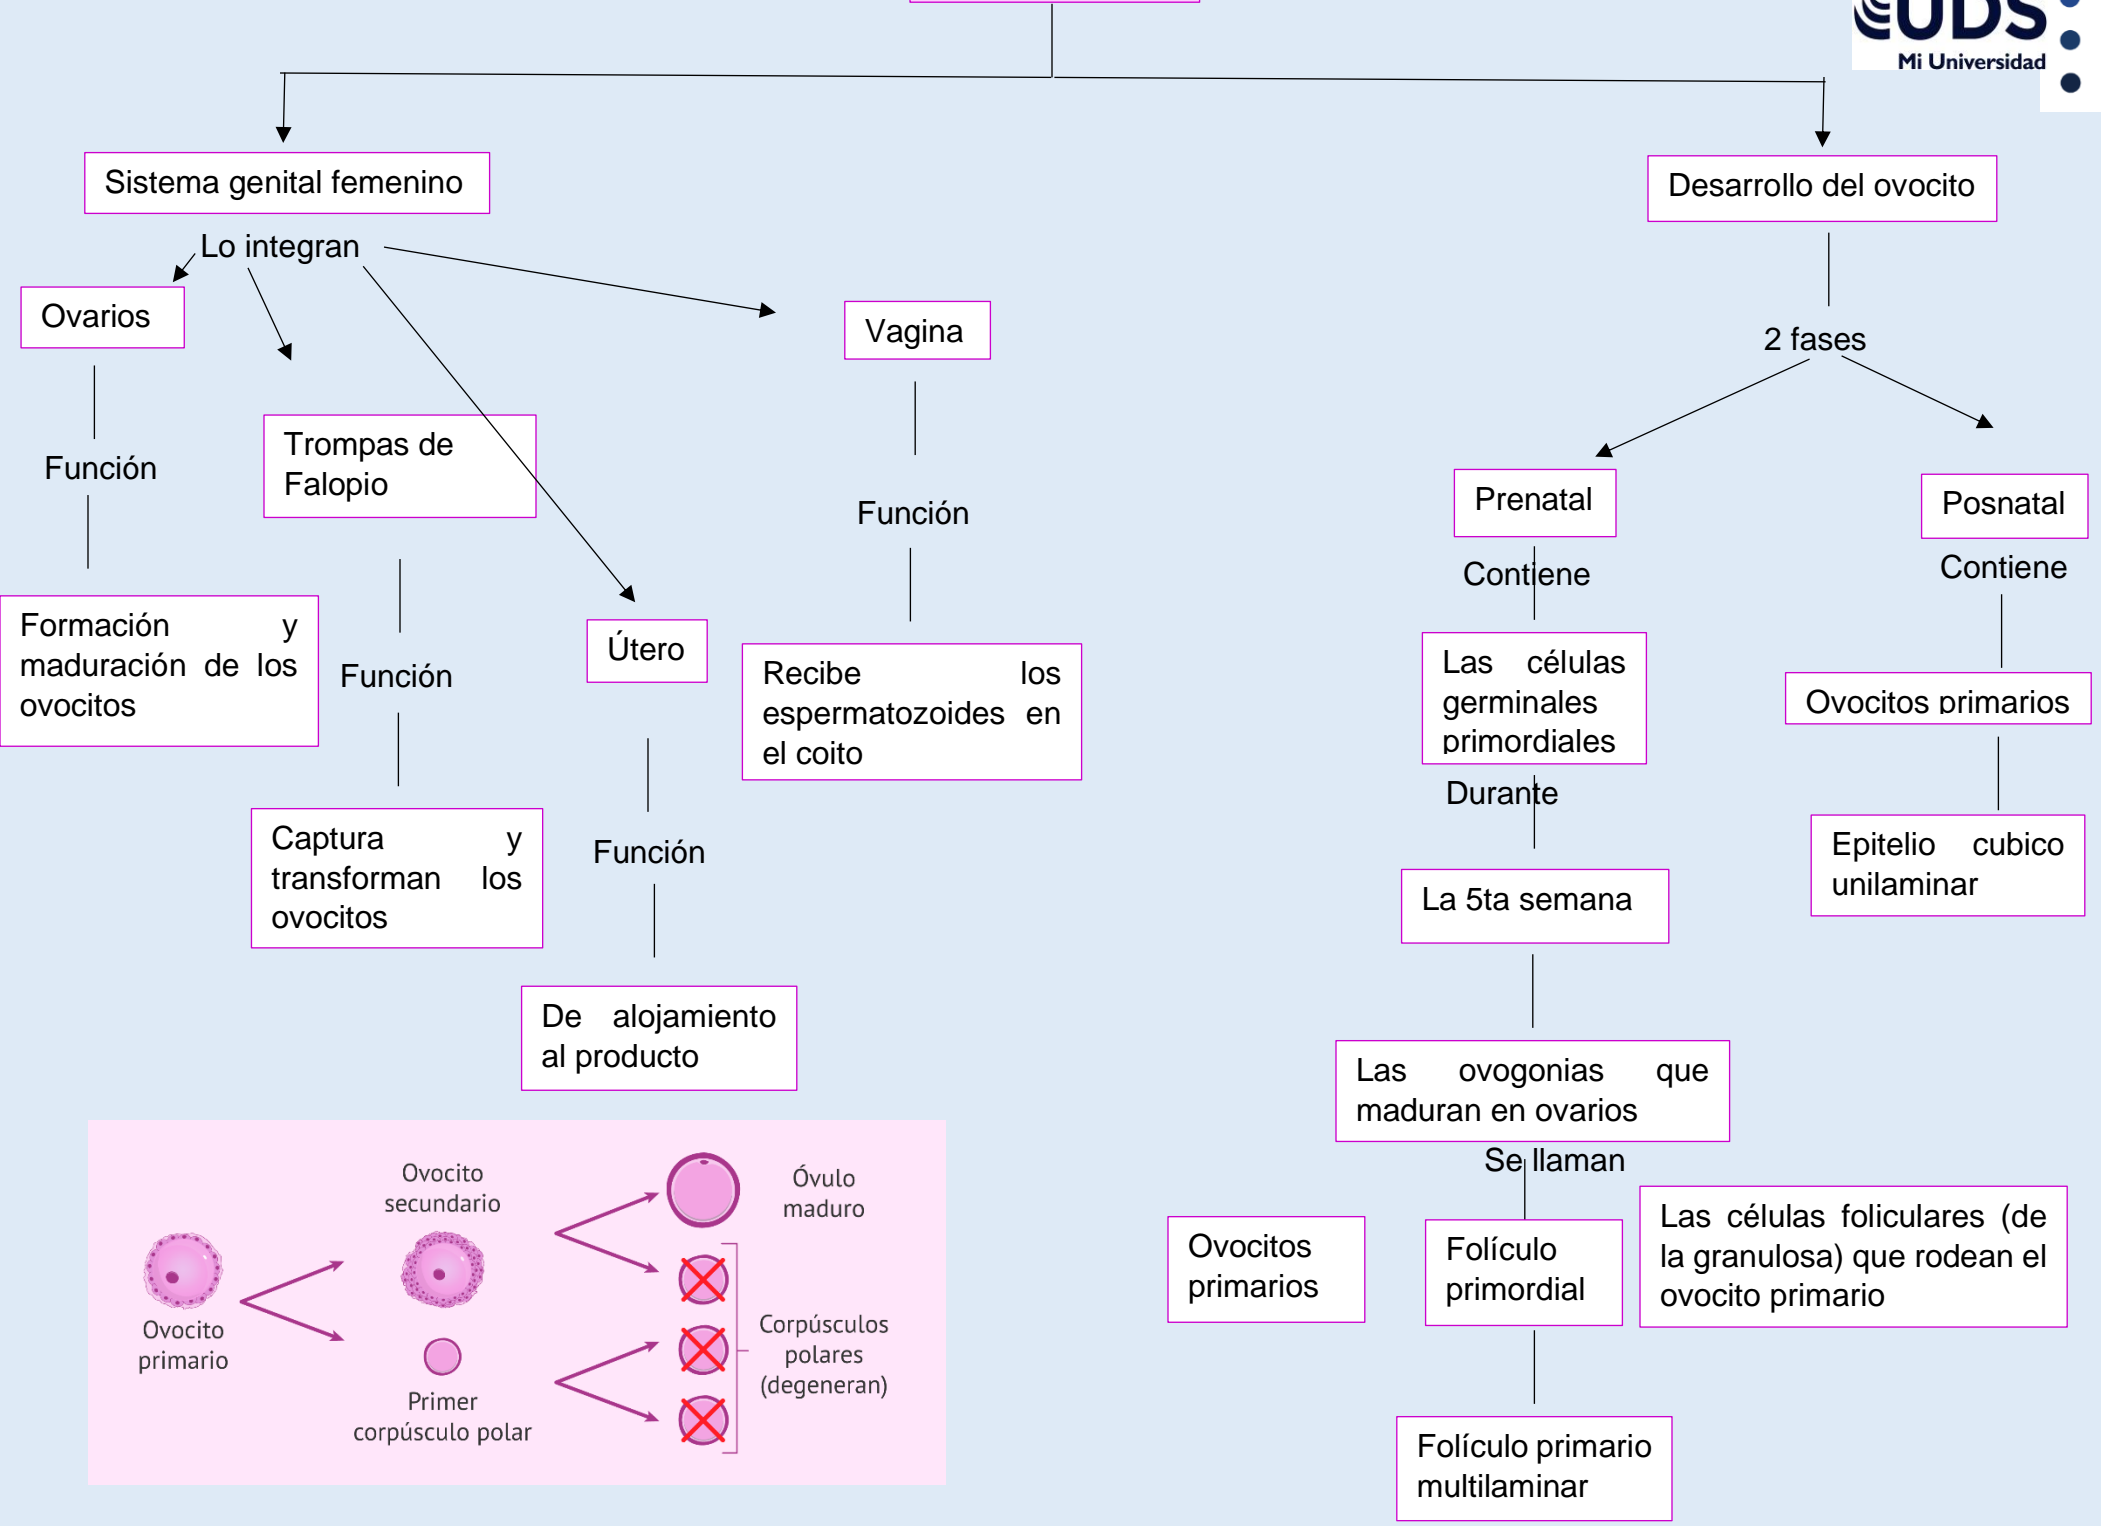 UDS
Mi Universidad
Sistema genital femenino
Desarrollo del ovocito
Lo integran
Ovarios
Vagina
2 fases
Función
Trompas de
Falopio
Función
Prenatal
Posnatal
Contiene
Contiene
Formación y
maduración de los
ovocitos
Función
Útero
Recibe los
espermatozoides en
el coito
Las células
germinales
primordiales
Ovocitos primarios
Durante
Captura y
transforman los
ovocitos
Función
Epitelio cubico
unilaminar
La 5ta semana
De alojamiento
al producto
Las ovogonias que
maduran en ovarios
Se llaman
Ovocitos
primarios
Folículo
primordial
Las células foliculares (de
la granulosa) que rodean el
ovocito primario
Folículo primario
multilaminar
Ovocito
secundario
Óvulo
maduro
Ovocito
primario
Primer
corpúsculo polar
Corpúsculos
polares
(degeneran)